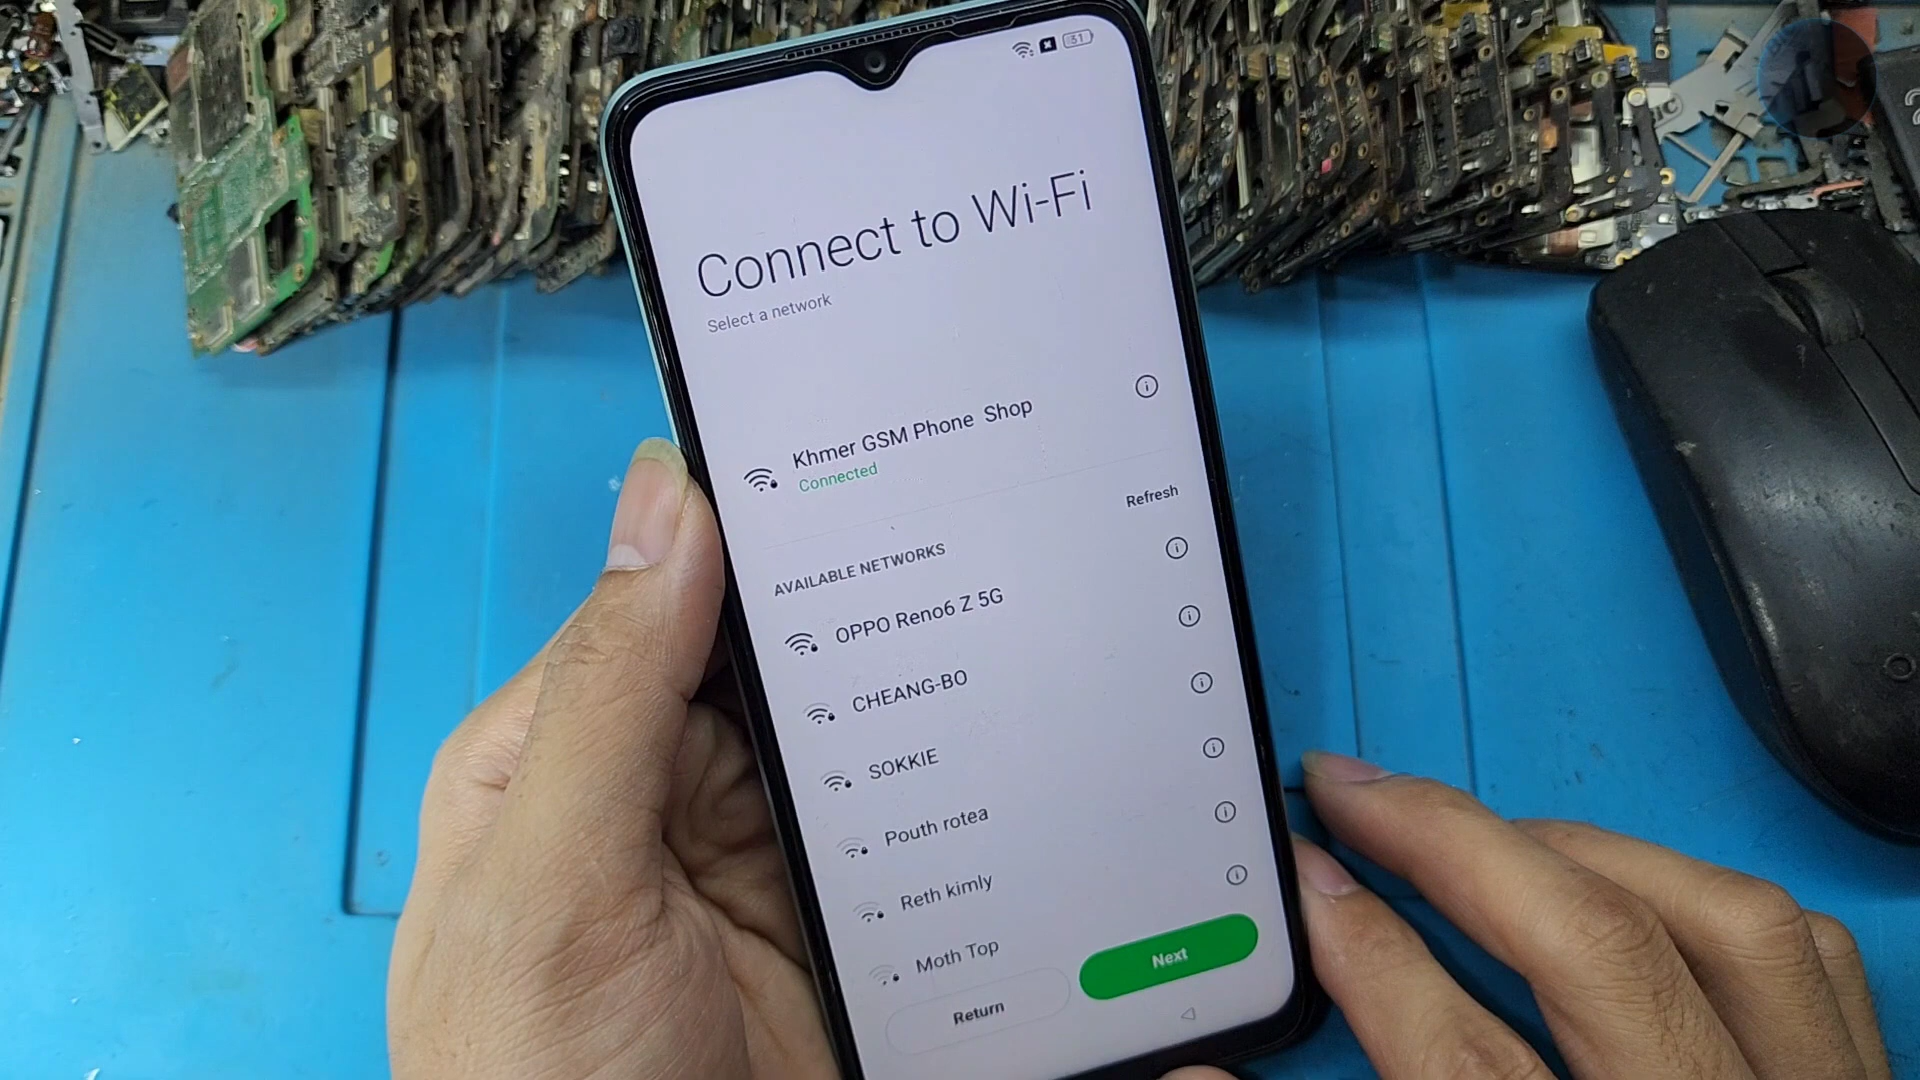 31
Connect to Wi-Fi
Select a network
Khmer GSM Phone Shop
Connected
Refresh
AVAILABLE NETWORKS
OPPO Reno6 Z 5G
CHEANG-BO
SOKKIE
Pouth rotea
Reth kimly
Moth Top
Return
Next